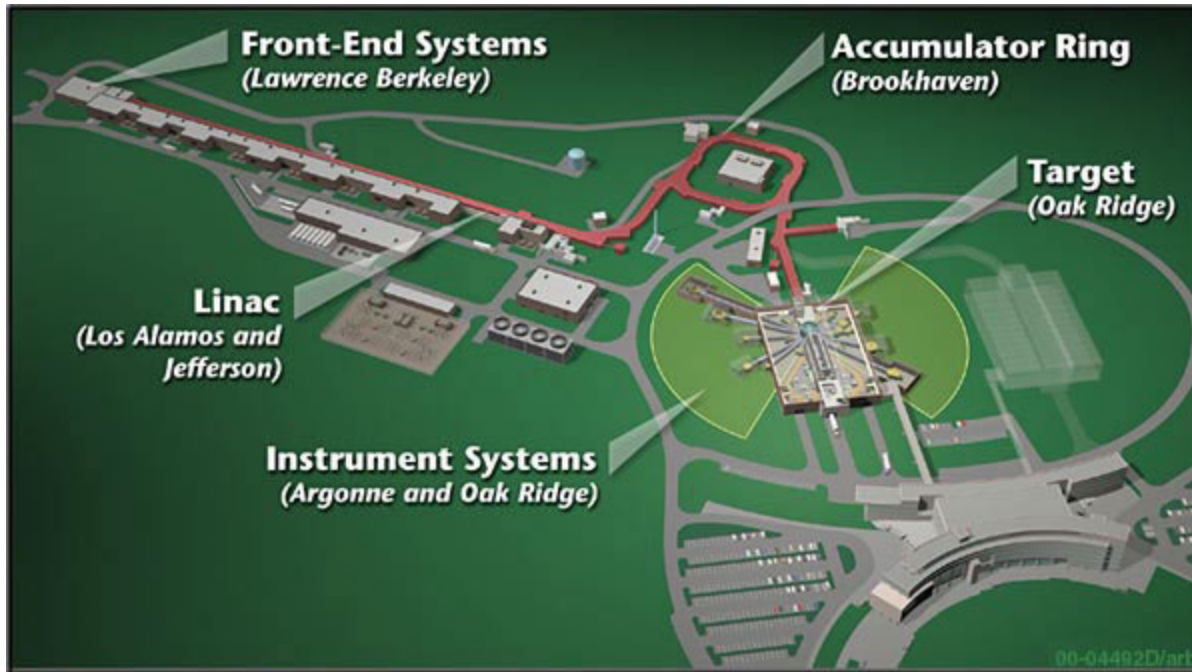 Front-End Systems
(Lawrence Berkeley)
Accumulator Ring
(Brookhaven)
Target
(Oak Ridge)
Linac
(Los Alamos and
Jefferson)
Instrument Systems
(Argonne and Oak Ridge)
00-04492D/arb